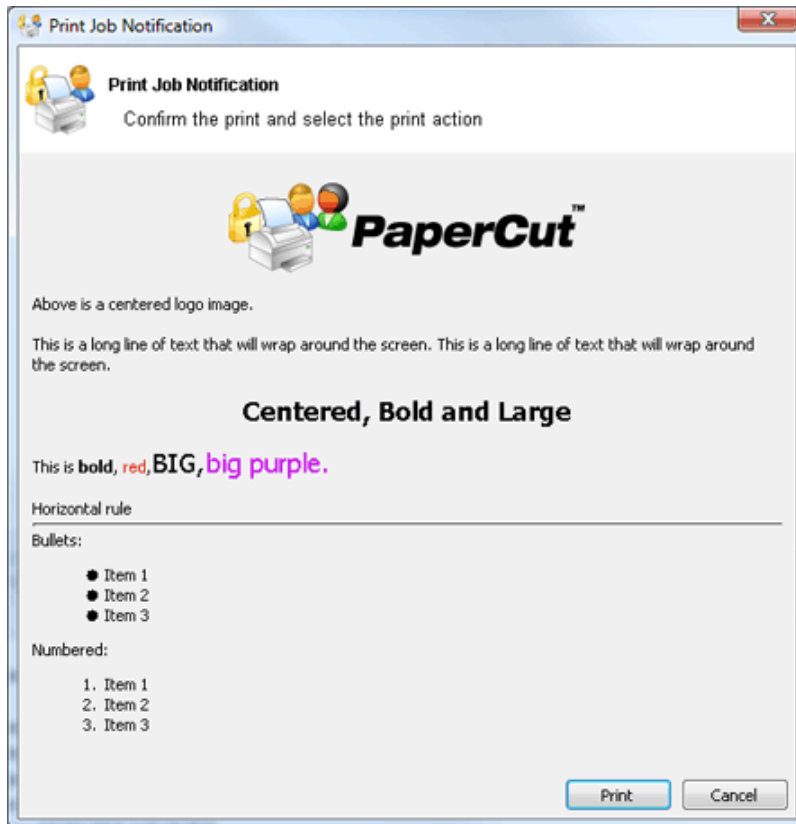 Print Job Notification
Print Job Notification
Confirm the print and select the print action
PaperCut™
Above is a centered logo image.
This is a long line of text that will wrap around the screen. This is a long line of text that will wrap around
the screen.
Centered, Bold and Large
This is bold, red,BIG,big purple.
Horizontal rule
Bullets:
● Item 1
● Item 2
● Item 3
Numbered:
1. Item 1
2. Item 2
3. Item 3
Print Cancel